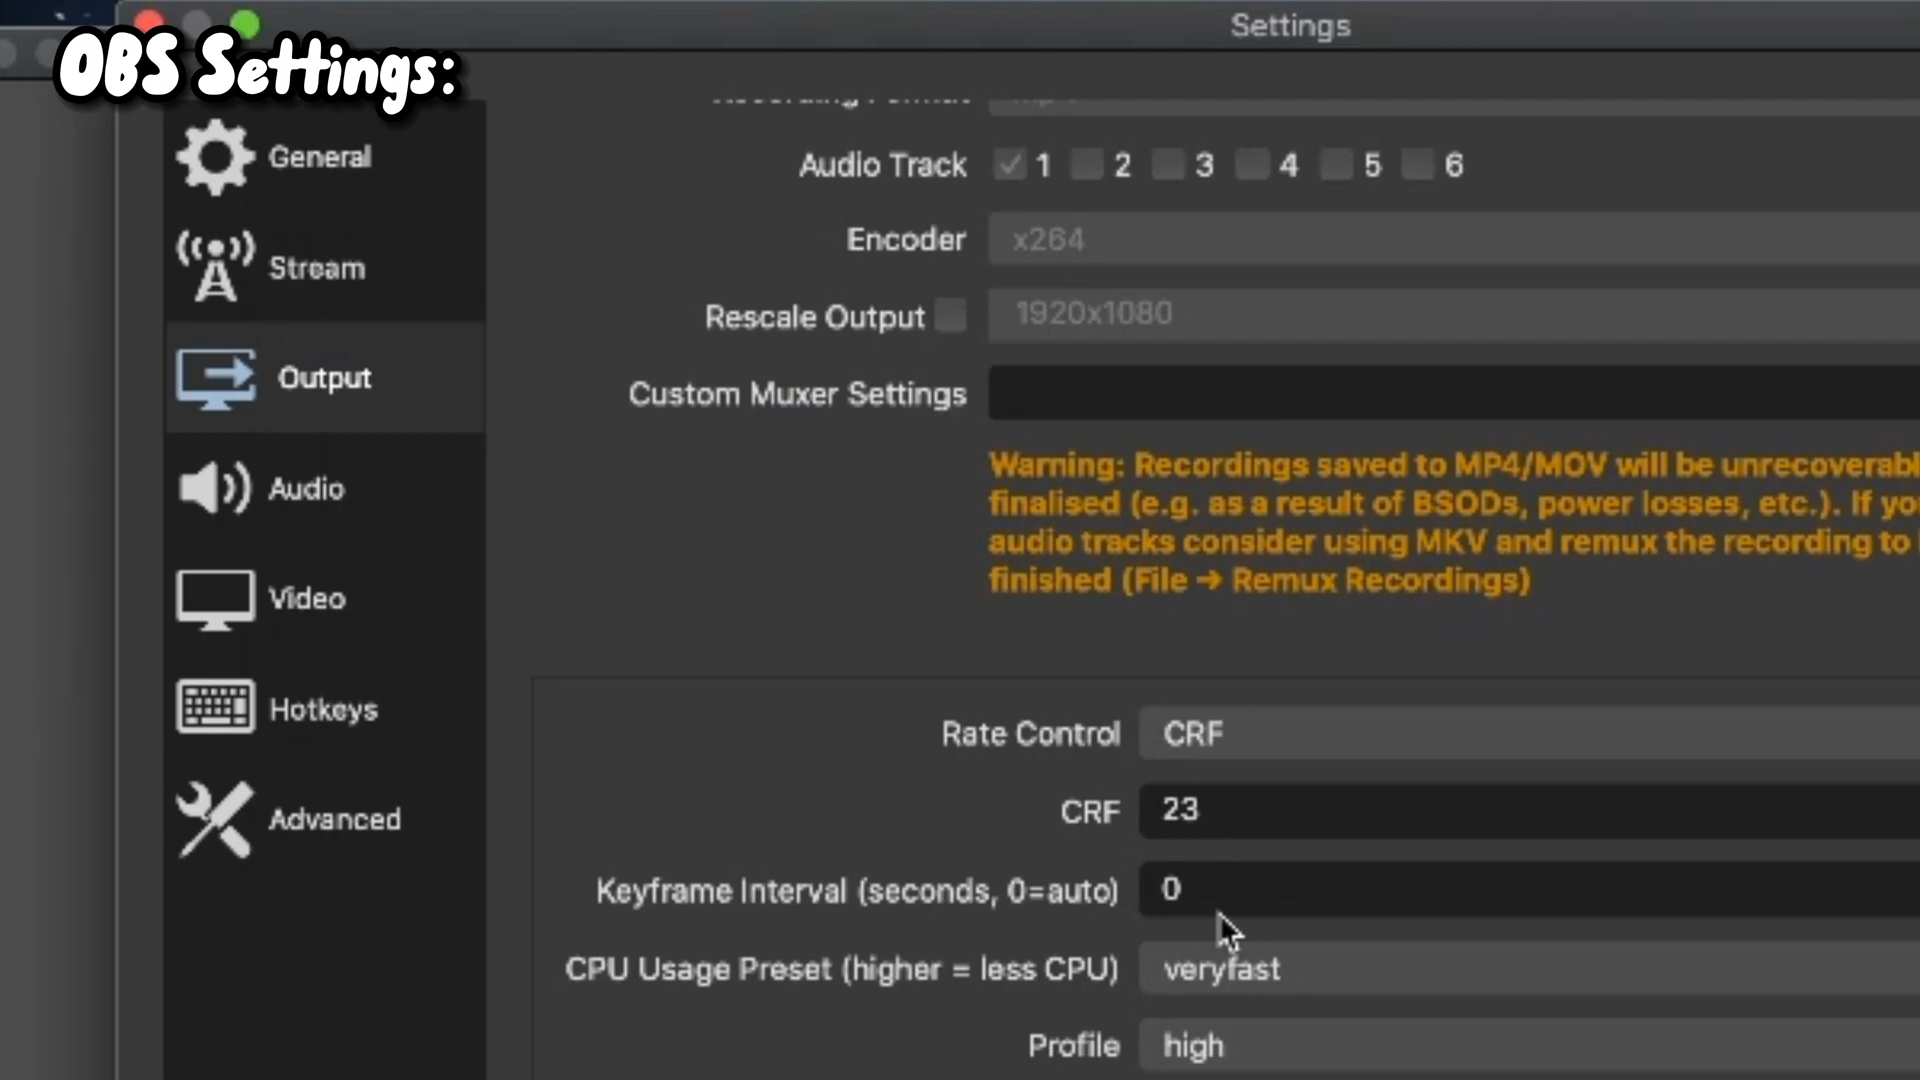 Settings
OBS Settings:
General
Stream
Output
Audio
Video
Hotkeys
Advanced
Recording Format
Audio Track 1 2 3 4 5 6
Encoder x264
Rescale Output 1920x1080
Custom Muxer Settings
Warning: Recordings saved to MP4/MOV will be unrecoverabl
finalised (e.g. as a result of BSODs, power losses, etc.). If yo
audio tracks consider using MKV and remux the recording to
finished (File → Remux Recordings)
Rate Control CRF
CRF 23
Keyframe Interval (seconds, 0=auto) 0
CPU Usage Preset (higher = less CPU) veryfast
Profile high